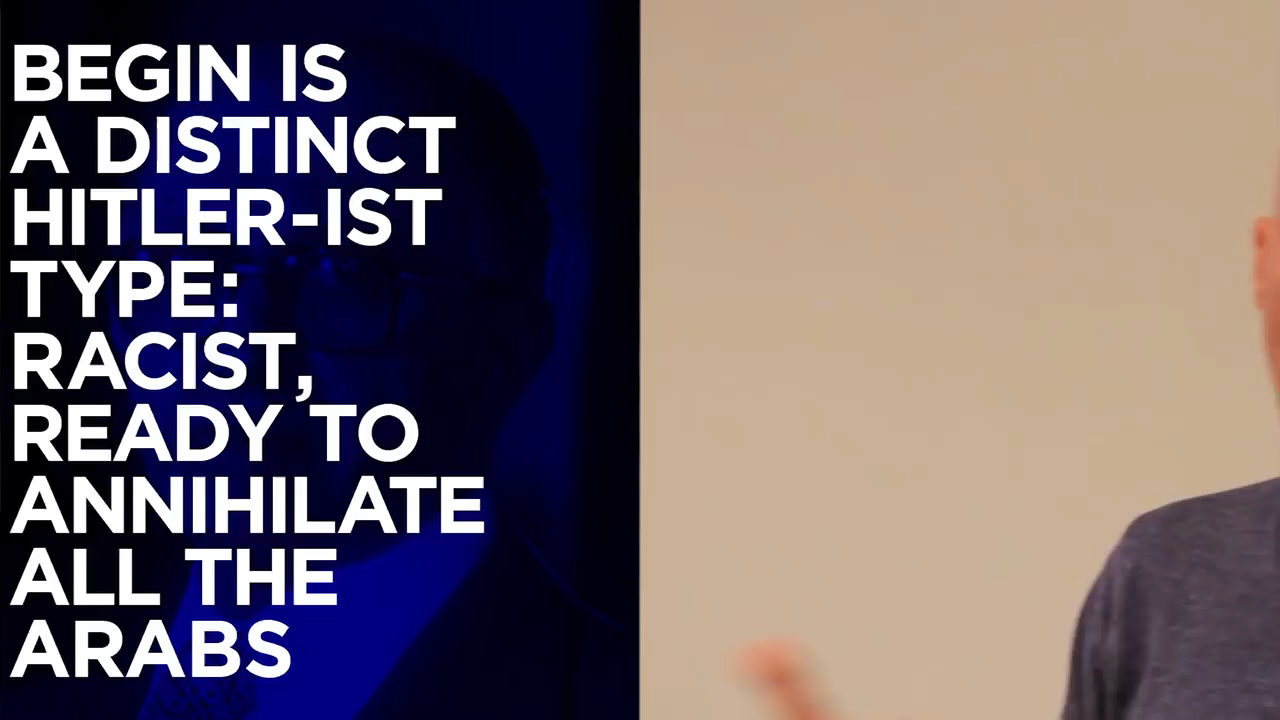 BEGIN IS
A DISTINCT
HITLER-IST
TYPE:
RACIST,
READY TO
ANNIHILATE
ALL THE
ARABS